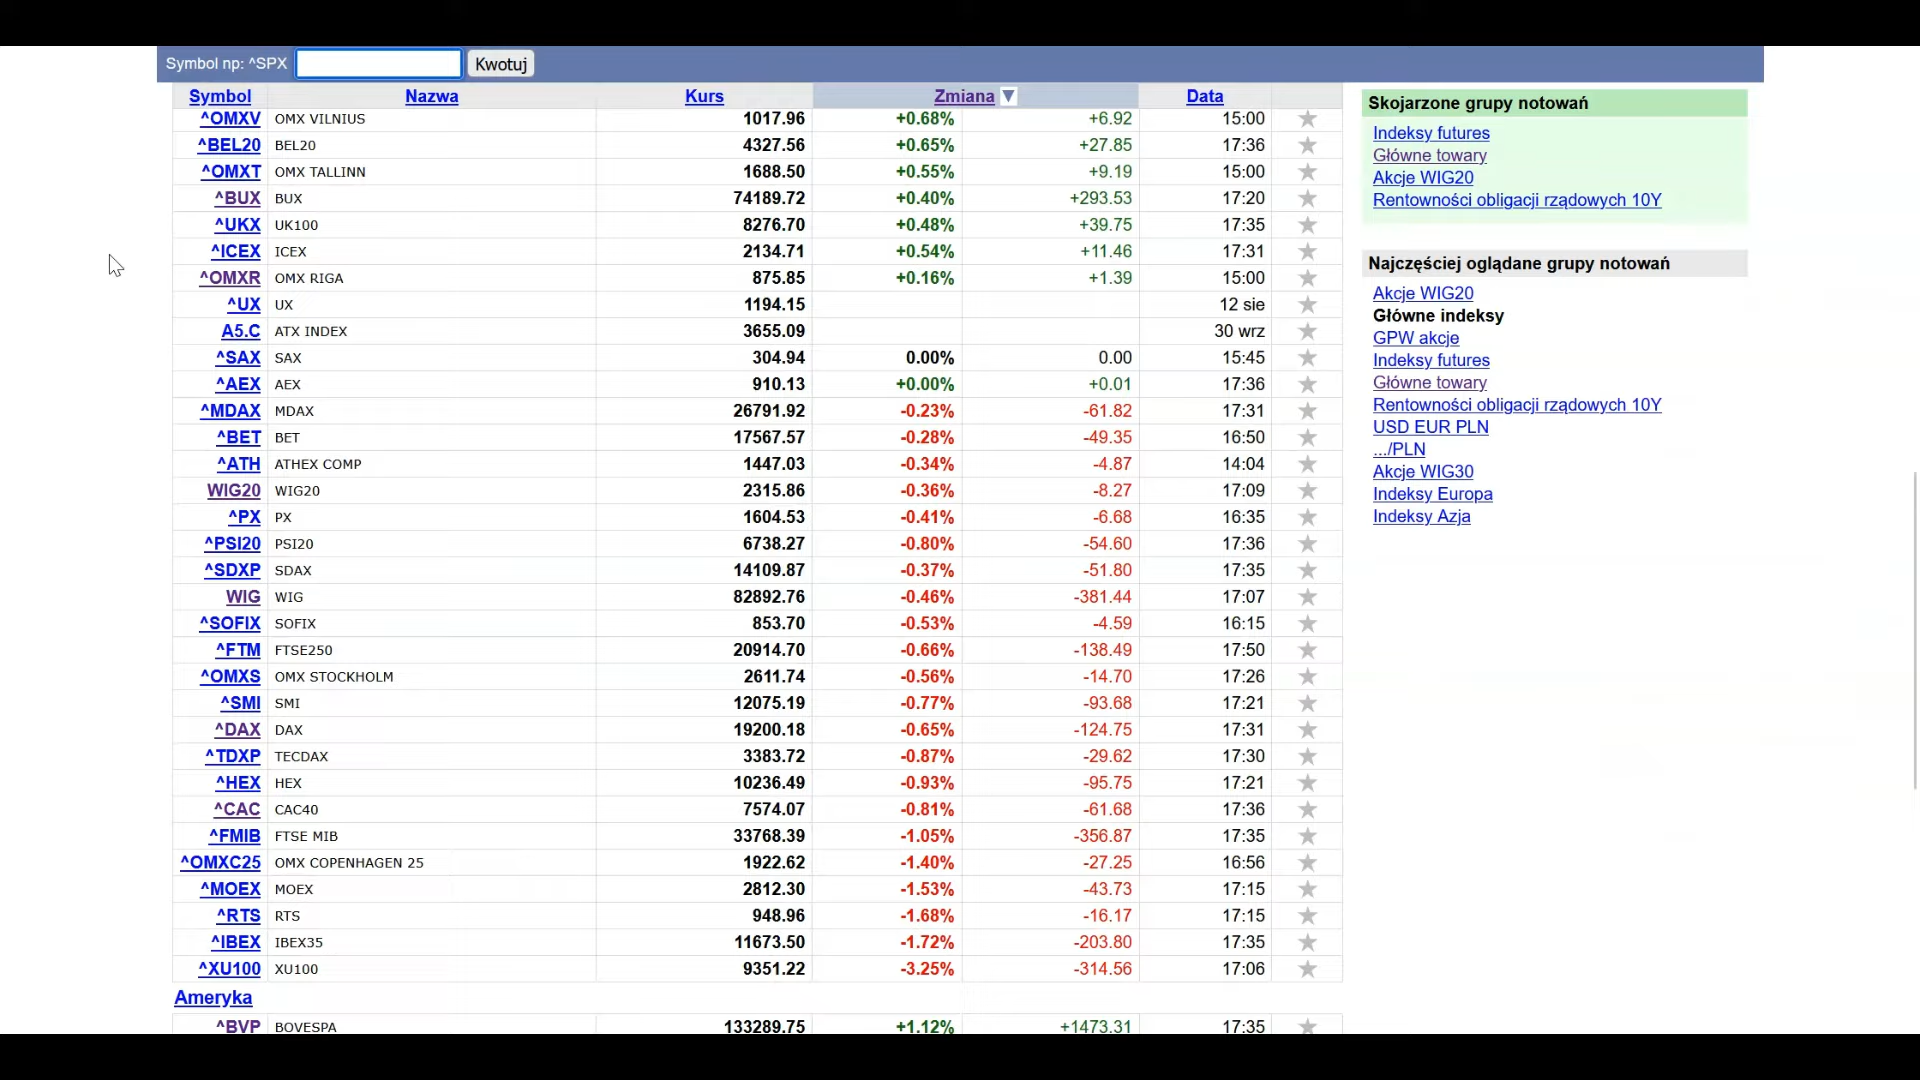 Symbol np: ^SPX Kwotuj
Symbol Nazwa Kurs Zmiana ▼ Data
^OMXV OMX VILNIUS 1017.96 +0.68% +6.92 15:00
^BEL20 BEL20 4327.56 +0.65% +27.85 17:36
^OMXT OMX TALLINN 1688.50 +0.55% +9.19 15:00
^BUX BUX 74189.72 +0.40% +293.53 17:20
^UKX UK100 8276.70 +0.48% +39.75 17:35
^ICEX ICEX 2134.71 +0.54% +11.46 17:31
^OMXR OMX RIGA 875.85 +0.16% +1.39 15:00
^UX UX 1194.15 12 sie
A5.C ATX INDEX 3655.09 30 wrz
^SAX SAX 304.94 0.00% 0.00 15:45
^AEX AEX 910.13 +0.00% +0.01 17:36
^MDAX MDAX 26791.92 -0.23% -61.82 17:31
^BET BET 17567.57 -0.28% -49.35 16:50
^ATH ATHEX COMP 1447.03 -0.34% -4.87 14:04
WIG20 WIG20 2315.86 -0.36% -8.27 17:09
^PX PX 1604.53 -0.41% -6.68 16:35
^PSI20 PSI20 6738.27 -0.80% -54.60 17:36
^SDXP SDAX 14109.87 -0.37% -51.80 17:35
WIG WIG 82892.76 -0.46% -381.44 17:07
^SOFIX SOFIX 853.70 -0.53% -4.59 16:15
^FTM FTSE250 20914.70 -0.66% -138.49 17:50
^OMXS OMX STOCKHOLM 2611.74 -0.56% -14.70 17:26
^SMI SMI 12075.19 -0.77% -93.68 17:21
^DAX DAX 19200.18 -0.65% -124.75 17:31
^TDXP TECDAX 3383.72 -0.87% -29.62 17:30
^HEX HEX 10236.49 -0.93% -95.75 17:21
^CAC CAC40 7574.07 -0.81% -61.68 17:36
^FMIB FTSE MIB 33768.39 -1.05% -356.87 17:35
^OMXC25 OMX COPENHAGEN 25 1922.62 -1.40% -27.25 16:56
^MOEX MOEX 2812.30 -1.53% -43.73 17:15
^RTS RTS 948.96 -1.68% -16.17 17:15
^IBEX IBEX35 11673.50 -1.72% -203.80 17:35
^XU100 XU100 9351.22 -3.25% -314.56 17:06
Ameryka
^BVP BOVESPA 133289.75 +1.12% +1473.31 17:35
Skojarzone grupy notowań
Indeksy futures
Główne towary
Akcje WIG20
Rentowności obligacji rządowych 10Y
Najczęściej oglądane grupy notowań
Akcje WIG20
Główne indeksy
GPW akcje
Indeksy futures
Główne towary
Rentowności obligacji rządowych 10Y
USD EUR PLN
.../PLN
Akcje WIG30
Indeksy Europa
Indeksy Azja